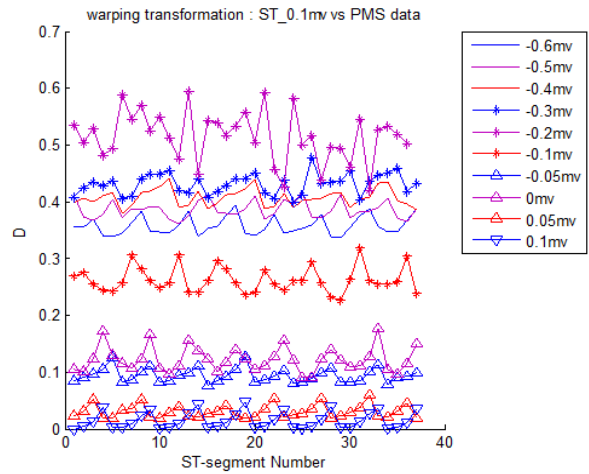 warping transformation : ST_0.1mv vs PMS data
0.7
0.6
0.5
0.4
0.3
0.2
0.1
0
D
0
10
20
30
40
ST-segment Number
-0.6mv
-0.5mv
-0.4mv
-0.3mv
-0.2mv
-0.1mv
-0.05mv
0mv
0.05mv
0.1mv